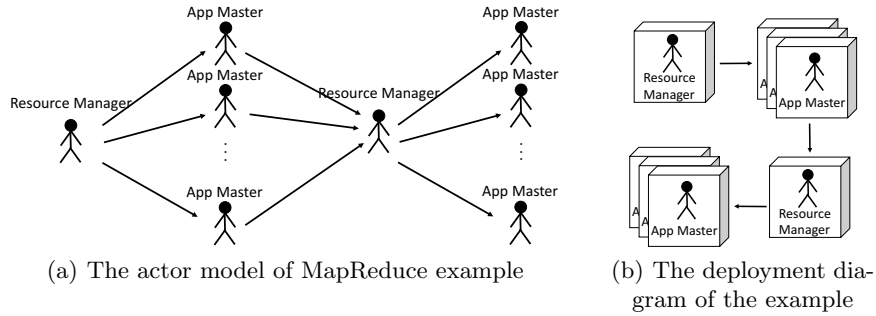 App Master
App Master
Resource Manager
App Master
App Master
App Master
Resource Manager
App Master
App Master
Resource
Manager
A
A
App Master
A
A
App Master
Resource
Manager
(a) The actor model of MapReduce example
(b) The deployment dia-
gram of the example